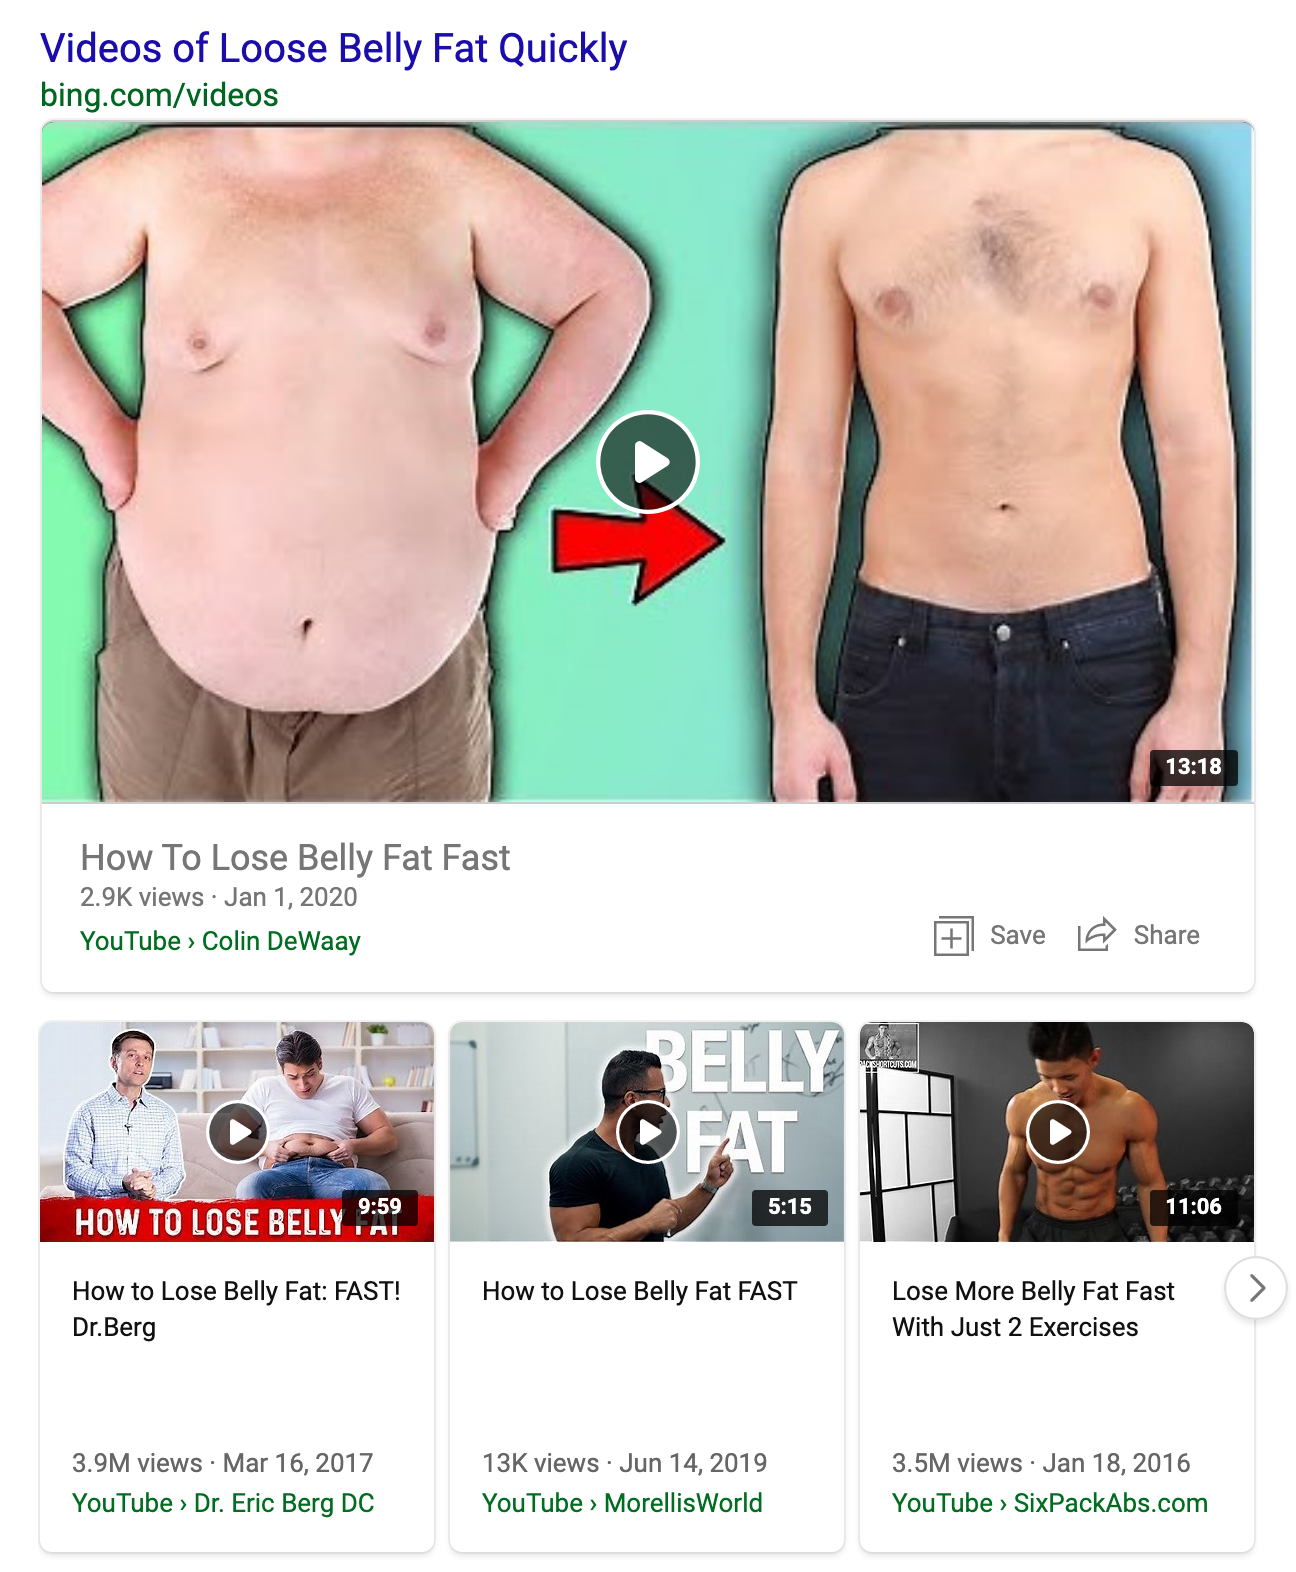 Videos of Loose Belly Fat Quickly
bing.com/videos
13:18
How To Lose Belly Fat Fast
2.9K views · Jan 1, 2020
YouTube › Colin DeWaay
Save
Share
HOW TO LOSE BELLY FAT
9:59
BELLY
FAT
5:15
11:06
How to Lose Belly Fat: FAST!
Dr.Berg
3.9M views · Mar 16, 2017
YouTube › Dr. Eric Berg DC
How to Lose Belly Fat FAST
13K views · Jun 14, 2019
YouTube › MorellisWorld
Lose More Belly Fat Fast
With Just 2 Exercises
3.5M views · Jan 18, 2016
YouTube › SixPackAbs.com